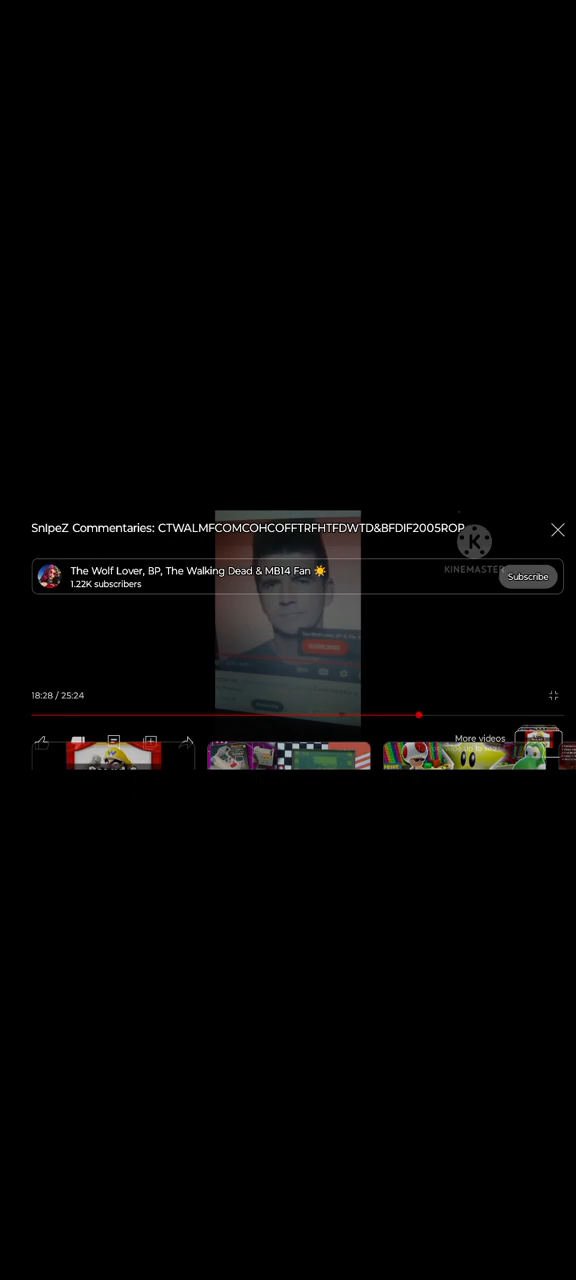 SnIpeZ Commentaries: CTWALMFCOMCOHCOFFTRFHTFDWTD&BFDIF2005ROP
K
KINEMASTER
The Wolf Lover, BP, The Walking Dead & MB14 Fan ☀️
1.22K subscribers
Subscribe
18:28 / 25:24
More videos